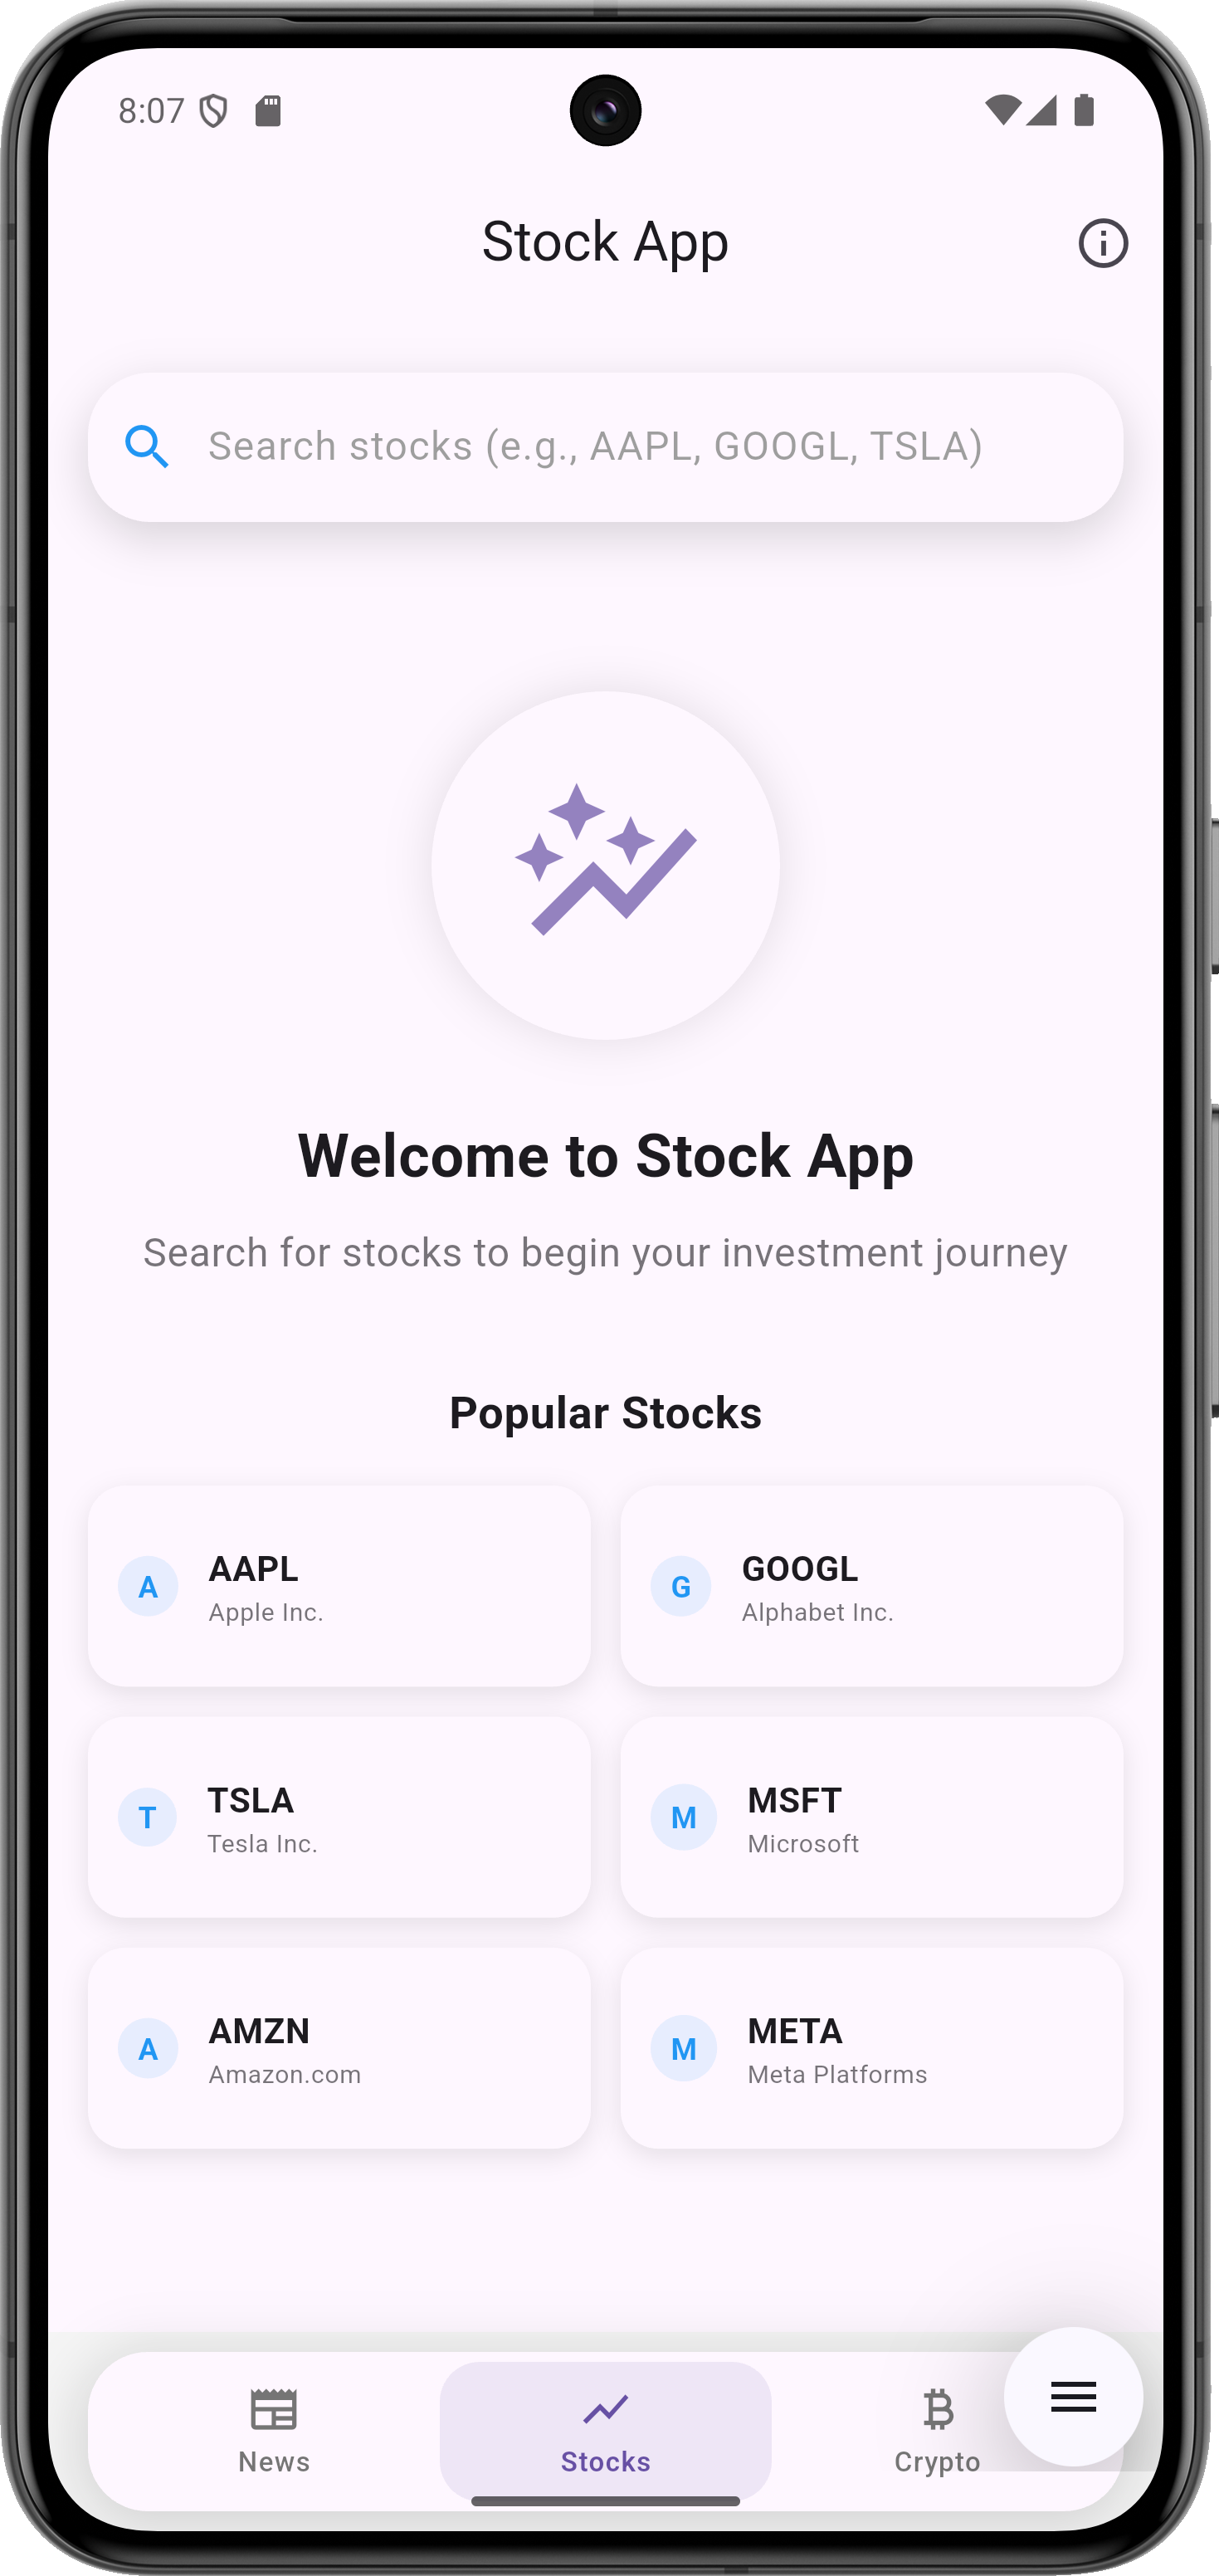 8:07
Stock App
Search stocks (e.g., AAPL, GOOGL, TSLA)
Welcome to Stock App
Search for stocks to begin your investment journey
Popular Stocks
A AAPL
Apple Inc.
G GOOGL
Alphabet Inc.
T TSLA
Tesla Inc.
M MSFT
Microsoft
A AMZN
Amazon.com
M META
Meta Platforms
News Stocks Crypto